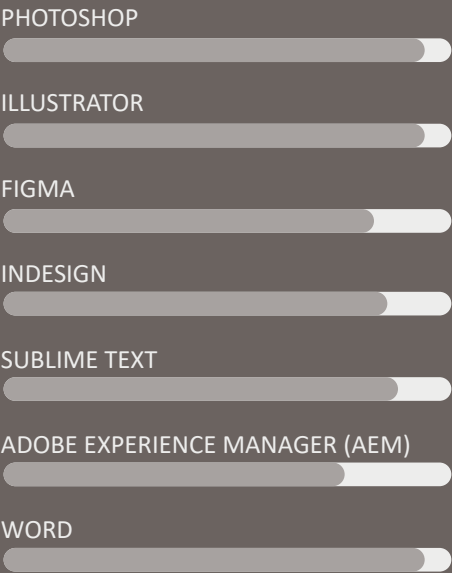 PHOTOSHOP
ILLUSTRATOR
FIGMA
INDESIGN
SUBLIME TEXT
ADOBE EXPERIENCE MANAGER (AEM)
WORD